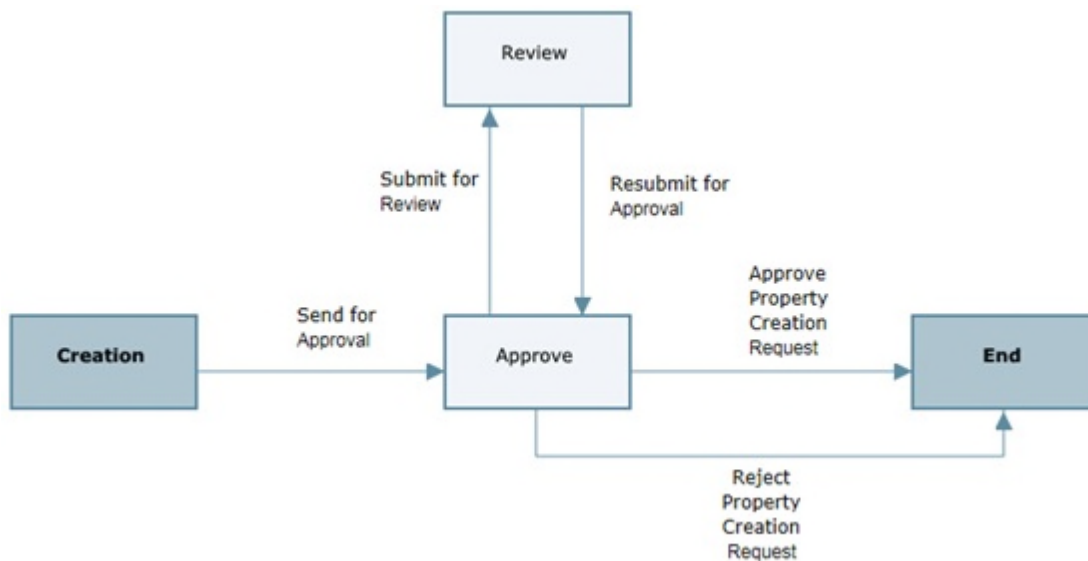 Review
Submit for
Review
Resubmit for
Approval
Send for
Approval
Approve
Property
Creation
Request
Creation
Approve
End
Reject
Property
Creation
Request